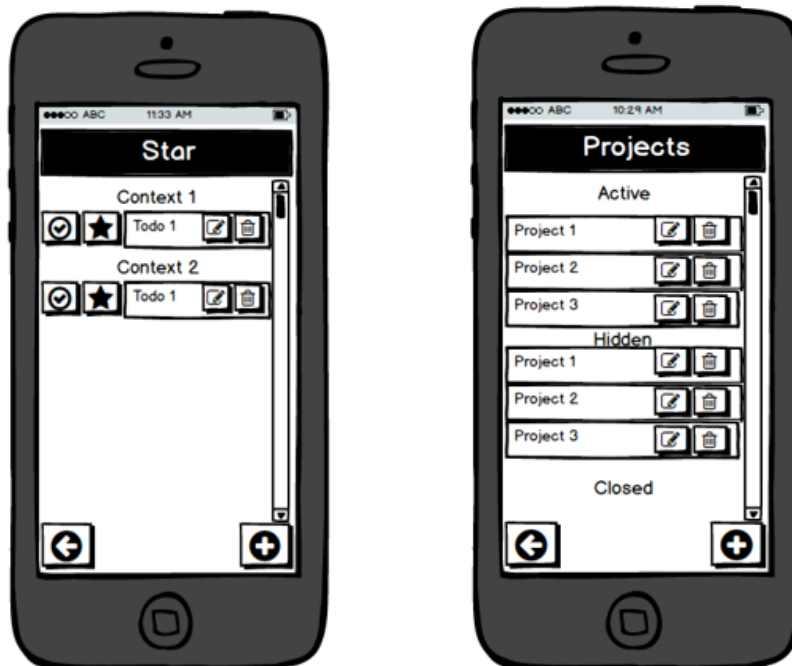 ●●●○○ ABC 11:33 AM
Star
Context 1
Todo 1
Context 2
Todo 1
●●●○○ ABC 10:29 AM
Projects
Active
Project 1
Project 2
Project 3
Hidden
Project 1
Project 2
Project 3
Closed